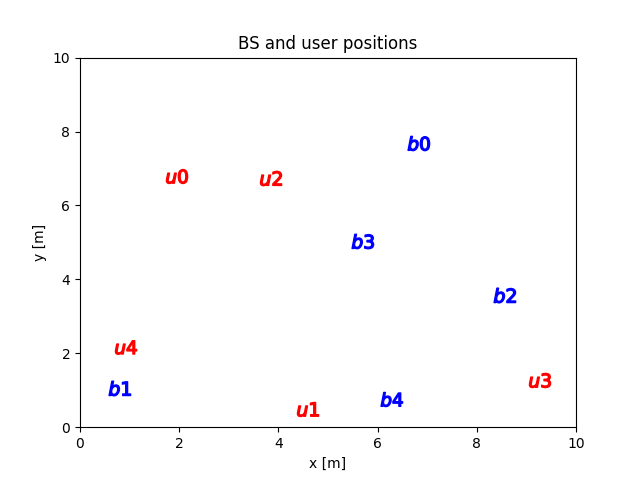 BS and user positions
10
8
6
4
2
0
y [m]
b0
u0
u2
b3
b2
u4
b1
u3
b4
u1
0 2 4 6 8 10
x [m]